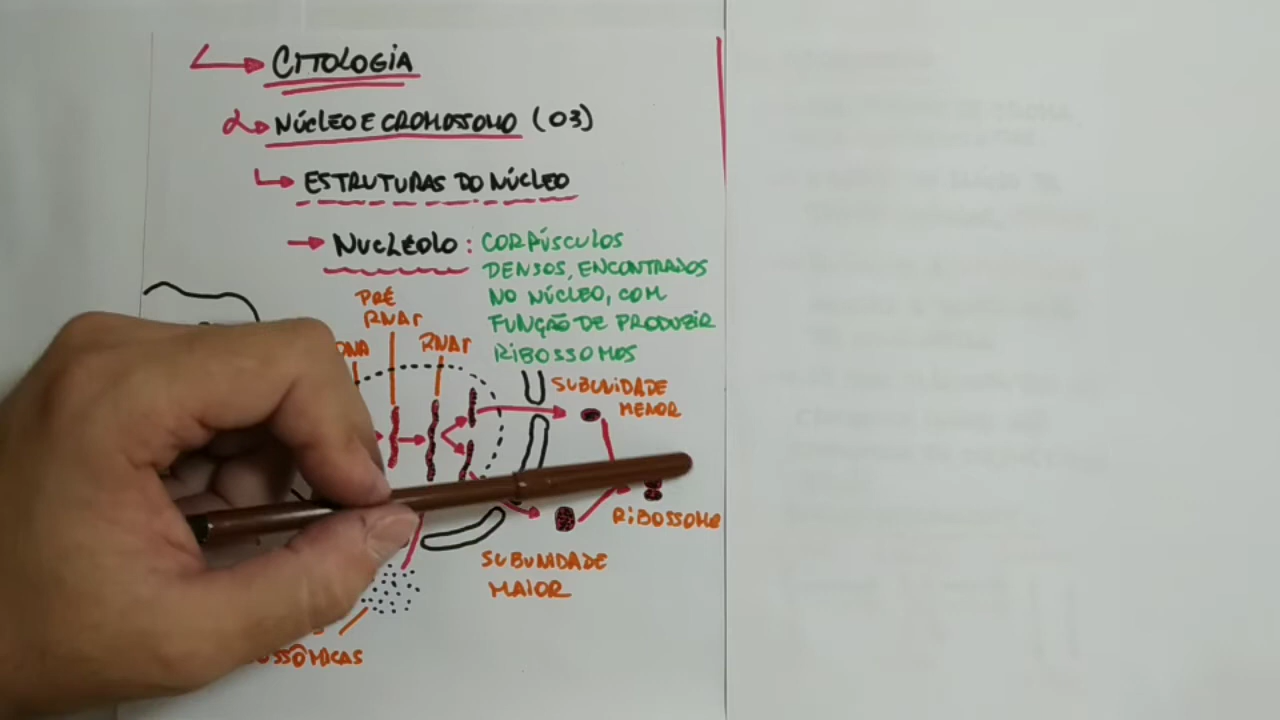 CITOLOGIA
NÚCLEO E CROMOSSOMO (03)
ESTRUTURAS DO NÚCLEO
NUCLÉOLO: CORPÚSCULOS
DENSOS, ENCONTRADOS
NO NÚCLEO, COM
FUNÇÃO DE PRODUZIR
RIBOSSOMOS
PRÉ
RNAr
DNA
RNAr
SUBUNIDADE
MENOR
RIBOSSOMO
SUBUNIDADE
MAIOR